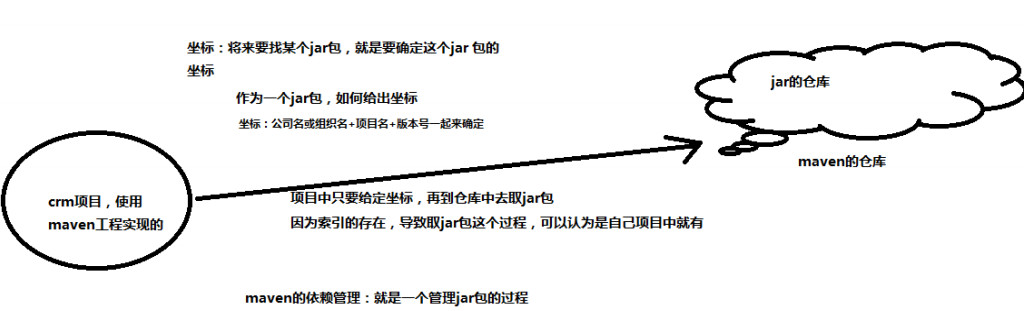 坐标：将来要找某个jar包，就是要确定这个jar 包的
坐标
作为一个jar包，如何给出坐标
坐标：公司名或组织名+项目名+版本号一起来确定
jar的仓库
maven的仓库
crm项目，使用
maven工程实现的
项目中只要给定坐标，再到仓库中去取jar包
因为索引的存在，导致取jar包这个过程，可以认为是自己项目中就有
maven的依赖管理：就是一个管理jar包的过程